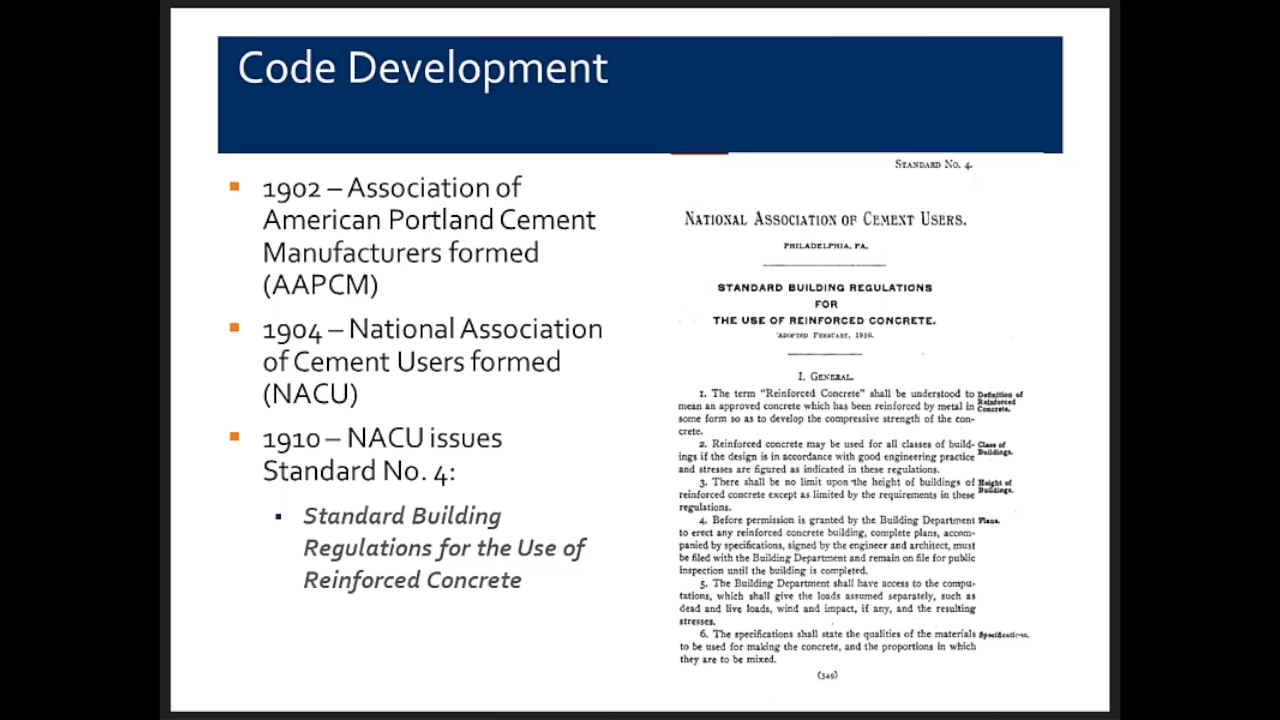 Code Development
1902 – Association of
American Portland Cement
Manufacturers formed
(AAPCM)
1904 – National Association
of Cement Users formed
(NACU)
1910 – NACU issues
Standard No. 4:
Standard Building
Regulations for the Use of
Reinforced Concrete
STANDARD NO. 4.
NATIONAL ASSOCIATION OF CEMENT USERS.
PHILADELPHIA, PA.
STANDARD BUILDING REGULATIONS
FOR
THE USE OF REINFORCED CONCRETE.
ADOPTED FEBRUARY, 1910.
I. GENERAL.
1. The term “Reinforced Concrete” shall be understood to
mean an approved concrete which has been reinforced by metal in
some form so as to develop the compressive strength of the con-
crete.
Definition of
Reinforced
Concrete.
2. Reinforced concrete may be used for all classes of build-
ings if the design is in accordance with good engineering practice
and stresses are figured as indicated in these regulations.
Class of
Buildings.
3. There shall be no limit upon the height of buildings of
reinforced concrete except as limited by the requirements in these
regulations.
Height of
Buildings.
4. Before permission is granted by the Building Department
to erect any reinforced concrete building, complete plans, accom-
panied by specifications, signed by the engineer and architect, must
be filed with the Building Department and remain on file for public
inspection until the building is completed.
Plans.
5. The Building Department shall have access to the compu-
tations, which shall give the loads assumed separately, such as
dead and live loads, wind and impact, if any, and the resulting
stresses.
6. The specifications shall state the qualities of the materials
to be used for making the concrete, and the proportions in which
they are to be mixed.
Specifications.
(349)